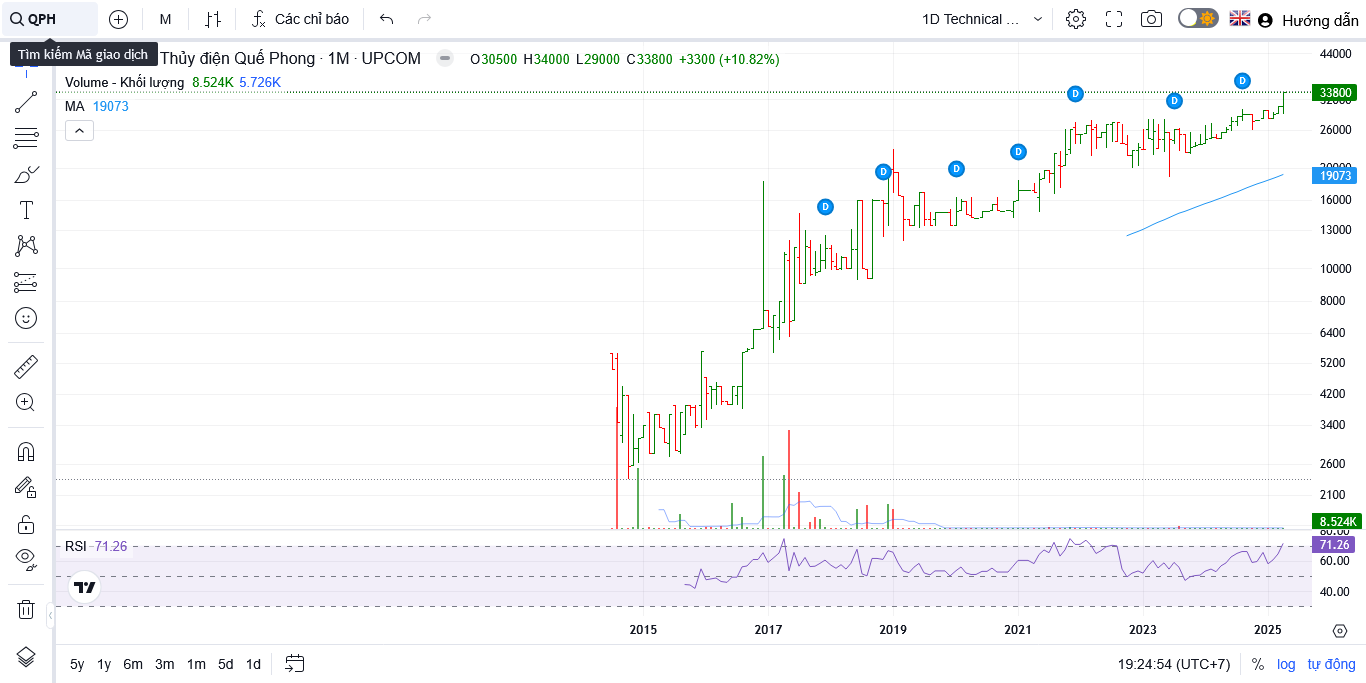 QPH
M
Các chỉ báo
1D Technical ...
Hướng dẫn
Tìm kiếm Mã giao dịch
Thủy điện Quế Phong · 1M · UPCOM
O30500 H34000 L29000 C33800 +3300 (+10.82%)
Volume - Khối lượng 8.524K 5.726K
MA 19073
44000
33800
32000
26000
20000
19073
16000
13000
10000
8000
6400
5200
4200
3400
2600
2100
8.524K
80.00
71.26
60.00
40.00
D
D
D
D
D
D
D
RSI 71.26
2015 2017 2019 2021 2023 2025
5y 1y 6m 3m 1m 5d 1d
19:24:54 (UTC+7) % log tự động